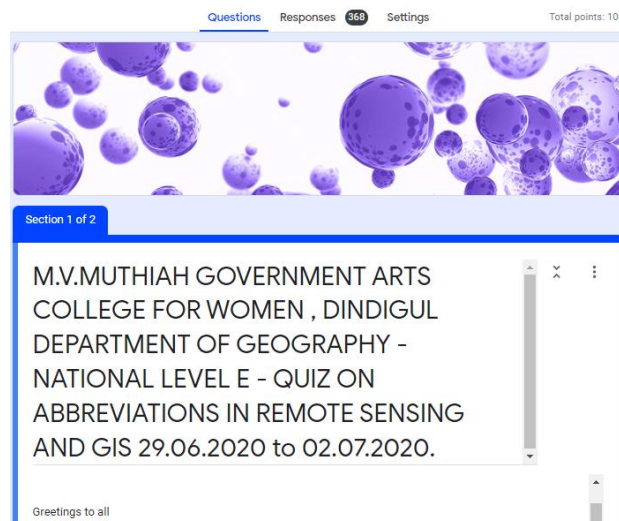 Questions Responses 368 Settings Total points: 10
Section 1 of 2
M.V.MUTHIAH GOVERNMENT ARTS
COLLEGE FOR WOMEN , DINDIGUL
DEPARTMENT OF GEOGRAPHY -
NATIONAL LEVEL E - QUIZ ON
ABBREVIATIONS IN REMOTE SENSING
AND GIS 29.06.2020 to 02.07.2020.
Greetings to all